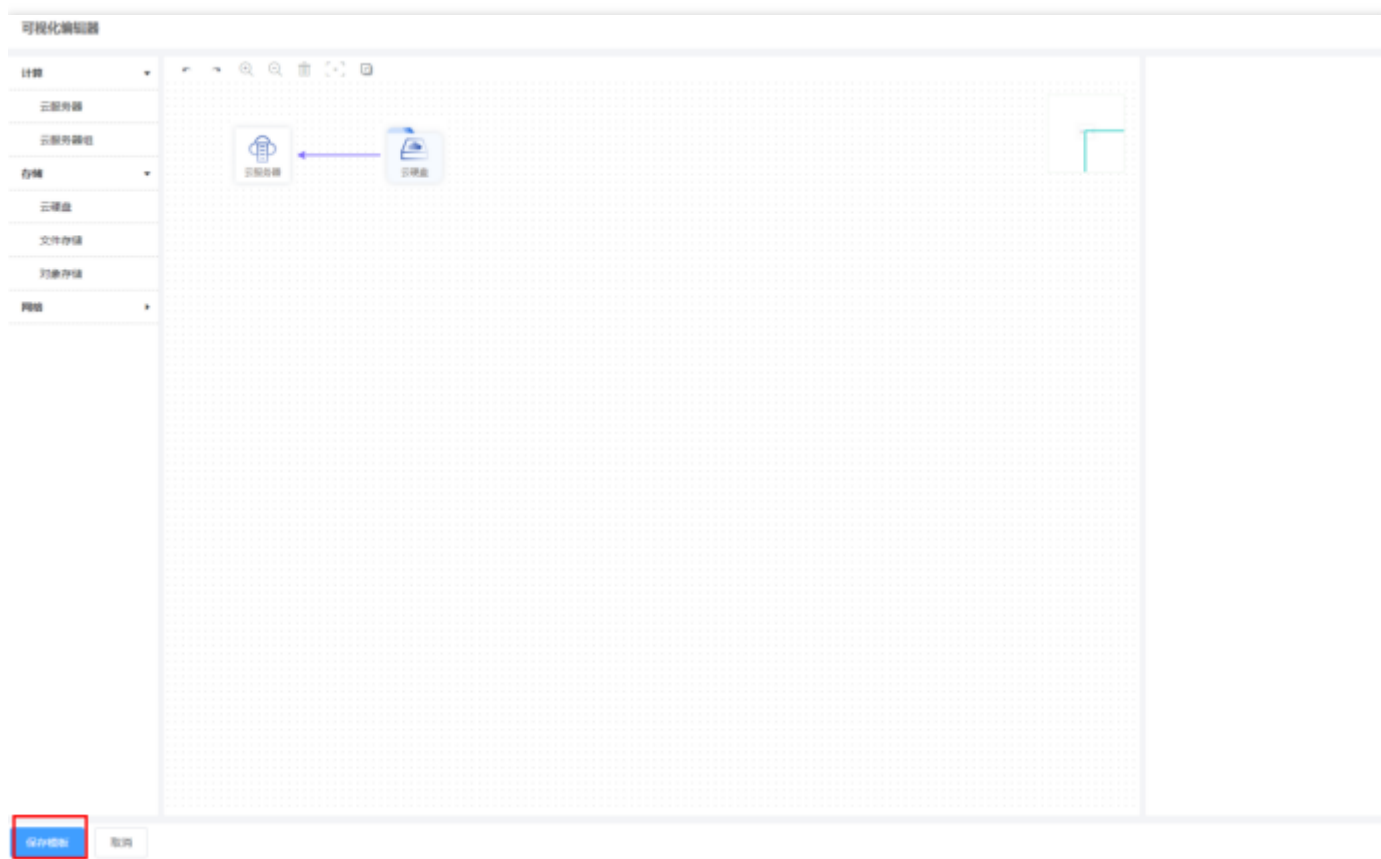 可视化编辑器
计算
云服务器
云服务器组
存储
云硬盘
文件存储
对象存储
网络
云服务器
云硬盘
保存模板
取消